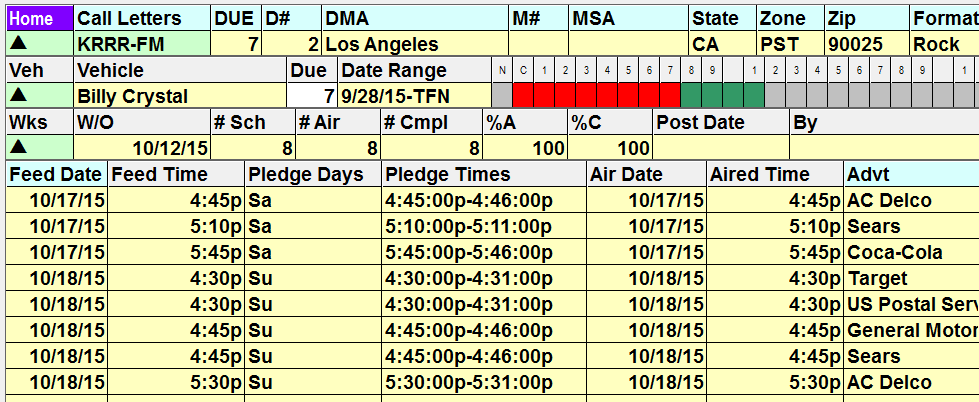 Home Call Letters DUE D# DMA M# MSA State Zone Zip Format
▲ KRRR-FM 7 2 Los Angeles CA PST 90025 Rock
Veh Vehicle Due Date Range N C 1 2 3 4 5 6 7 8 9 1 2 3 4 5 6 7 8 9 1
▲ Billy Crystal 7 9/28/15-TFN
Wks W/O # Sch # Air # Cmpl %A %C Post Date By
▲ 10/12/15 8 8 8 100 100
Feed Date Feed Time Pledge Days Pledge Times Air Date Aired Time Advt
10/17/15 4:45p Sa 4:45:00p-4:46:00p 10/17/15 4:45p AC Delco
10/17/15 5:10p Sa 5:10:00p-5:11:00p 10/17/15 5:10p Sears
10/17/15 5:45p Sa 5:45:00p-5:46:00p 10/17/15 5:45p Coca-Cola
10/18/15 4:30p Su 4:30:00p-4:31:00p 10/18/15 4:30p Target
10/18/15 4:30p Su 4:30:00p-4:31:00p 10/18/15 4:30p US Postal Serv
10/18/15 4:45p Su 4:45:00p-4:46:00p 10/18/15 4:45p General Motor
10/18/15 4:45p Su 4:45:00p-4:46:00p 10/18/15 4:45p Sears
10/18/15 5:30p Su 5:30:00p-5:31:00p 10/18/15 5:30p AC Delco